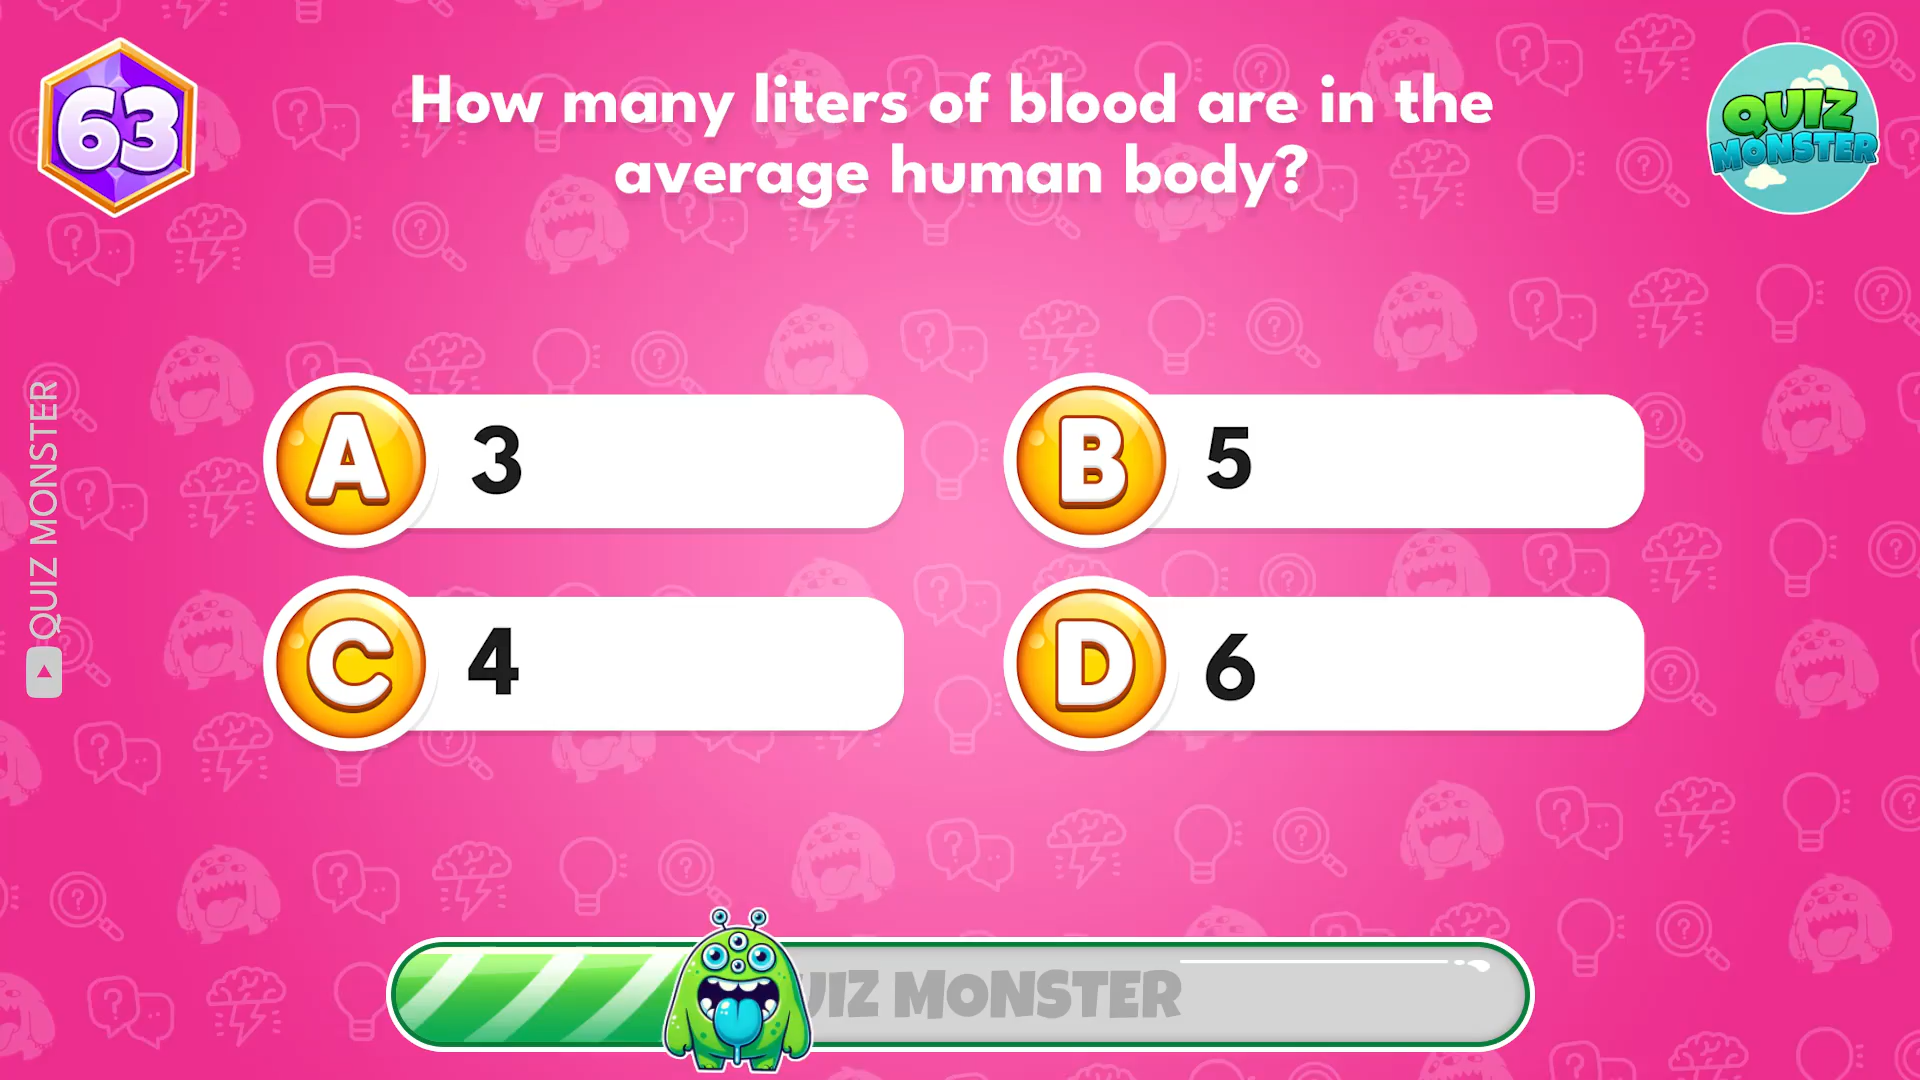 63
How many liters of blood are in the
average human body?
QUIZ
MONSTER
A 3
B 5
C 4
D 6
QUIZ MONSTER
UIZ MONSTER